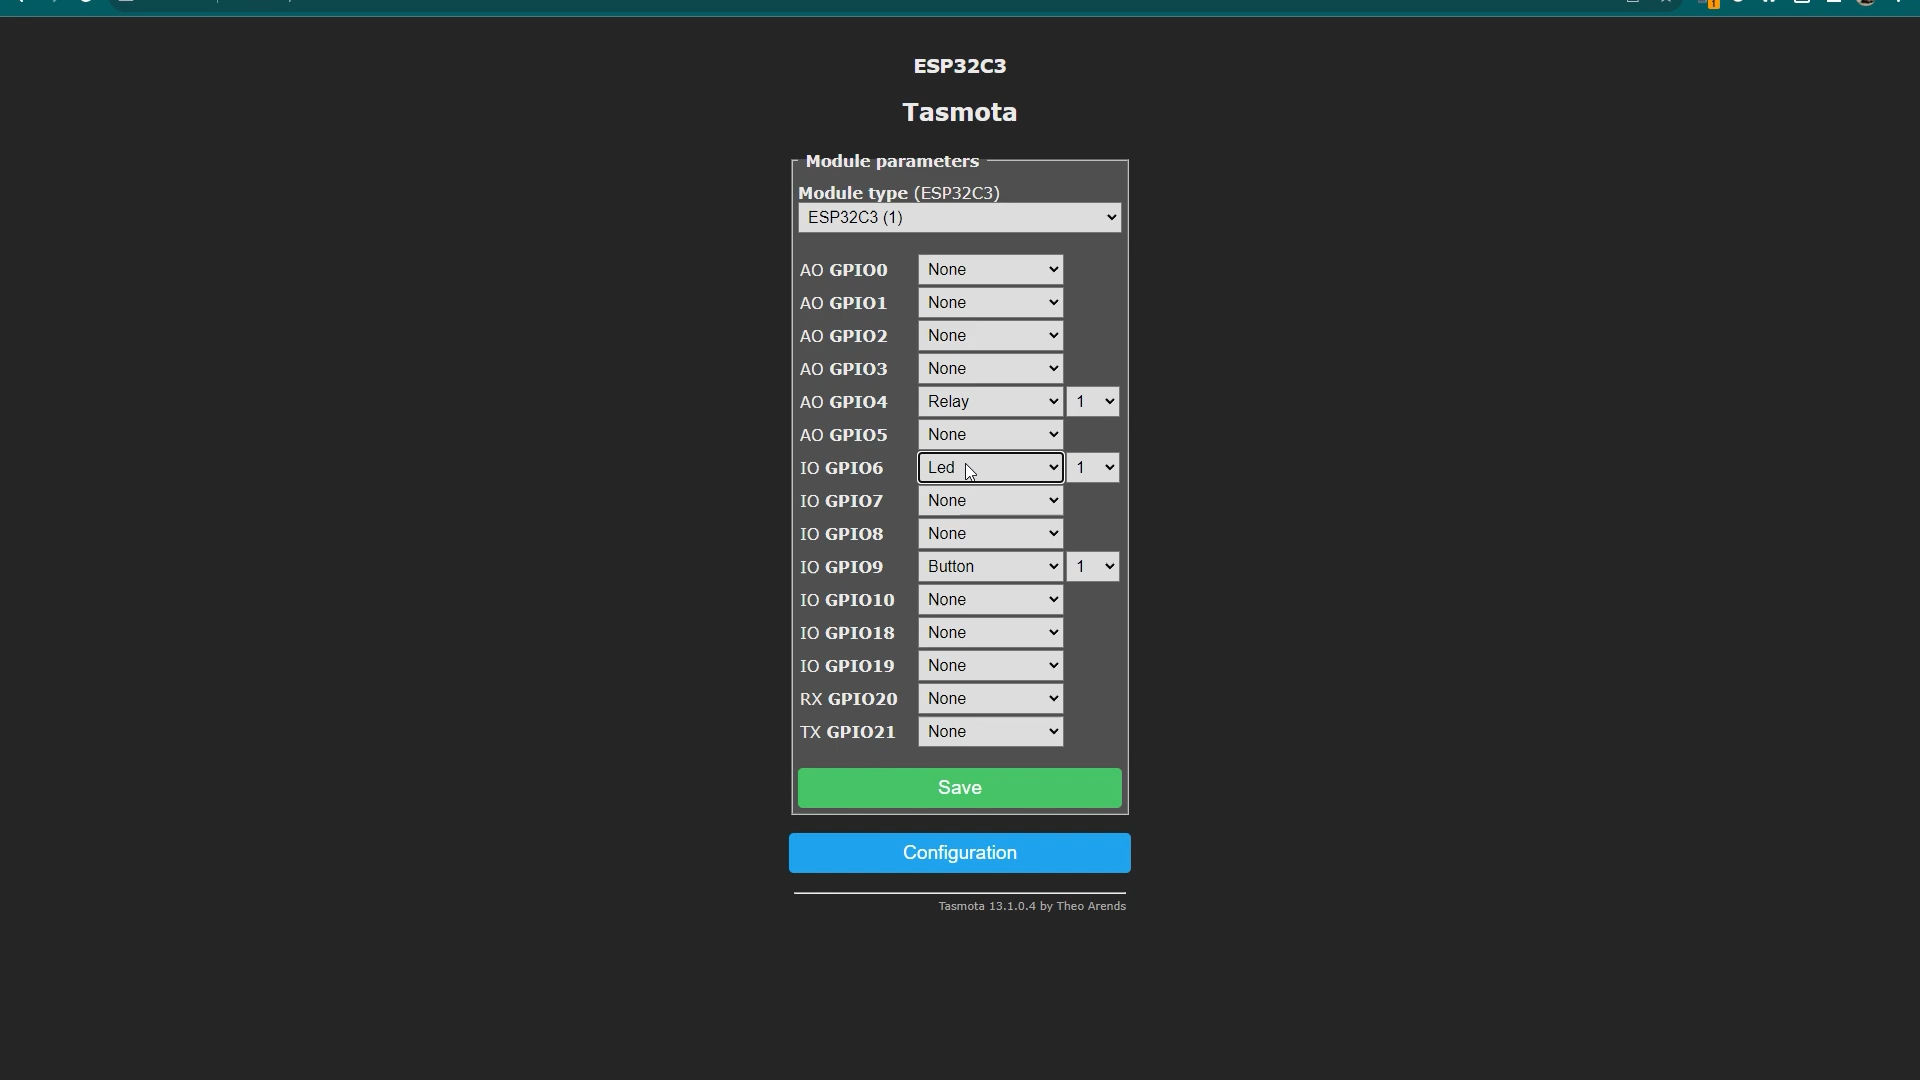 ESP32C3
Tasmota
Module parameters
Module type (ESP32C3)
ESP32C3 (1)
AO GPIO0 None
AO GPIO1 None
AO GPIO2 None
AO GPIO3 None
AO GPIO4 Relay 1
AO GPIO5 None
IO GPIO6 Led 1
IO GPIO7 None
IO GPIO8 None
IO GPIO9 Button 1
IO GPIO10 None
IO GPIO18 None
IO GPIO19 None
RX GPIO20 None
TX GPIO21 None
Save
Configuration
Tasmota 13.1.0.4 by Theo Arends